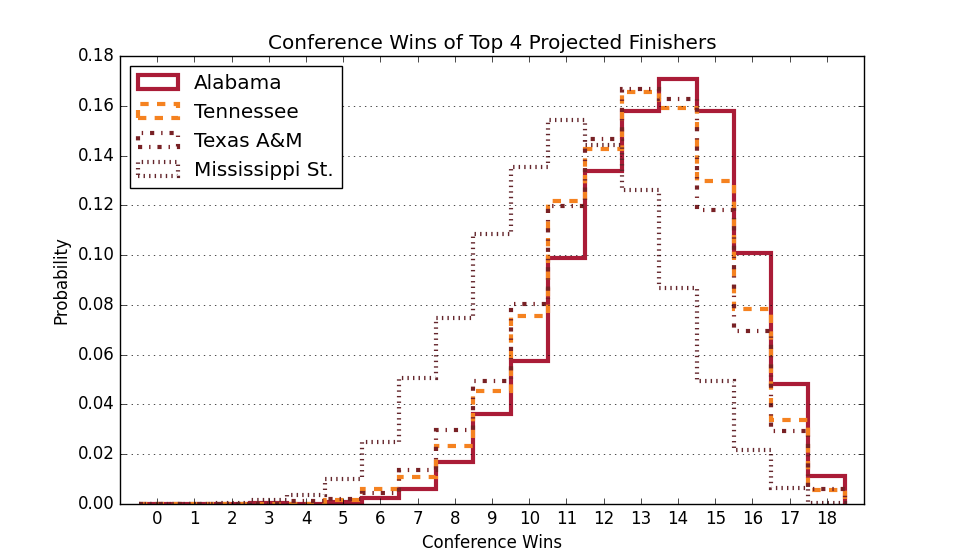 Conference Wins of Top 4 Projected Finishers
0.18
0.16
0.14
0.12
0.10
0.08
0.06
0.04
0.02
0.00
Probability
Alabama
Tennessee
Texas A&M
Mississippi St.
0 1 2 3 4 5 6 7 8 9 10 11 12 13 14 15 16 17 18
Conference Wins